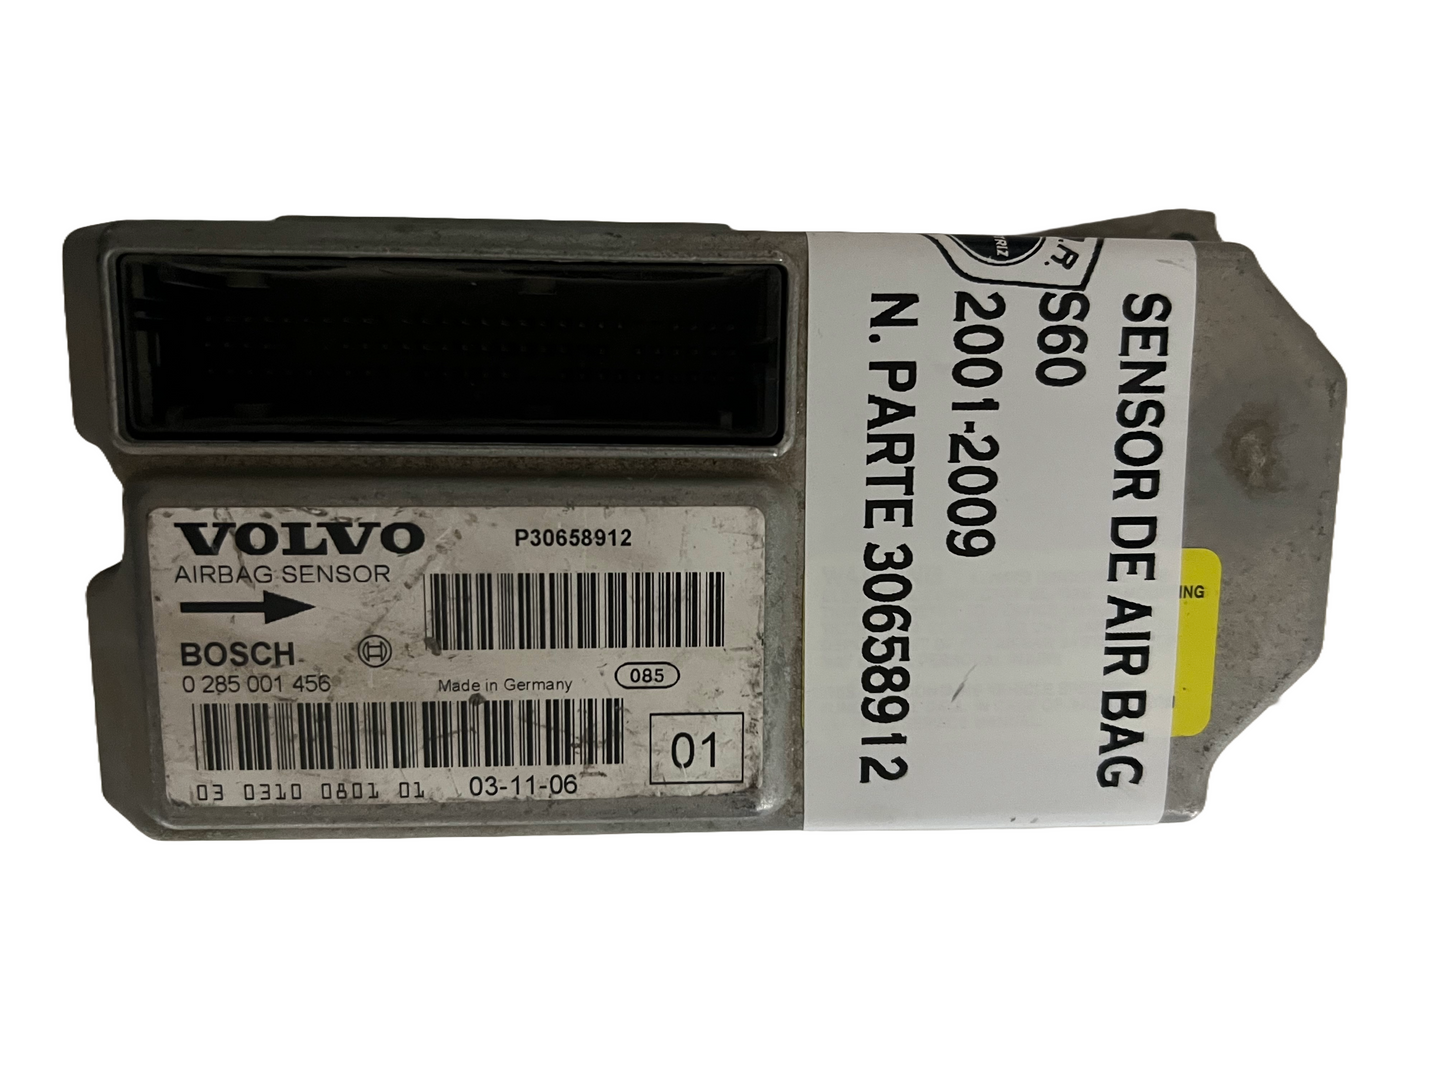 VOLVO
P30658912
AIRBAG SENSOR
BOSCH
0 285 001 456
Made in Germany
085
01
03 0310 0801 01
03-11-06
SENSOR DE AIR BAG
S60
2001-2009
N. PARTE 30658912